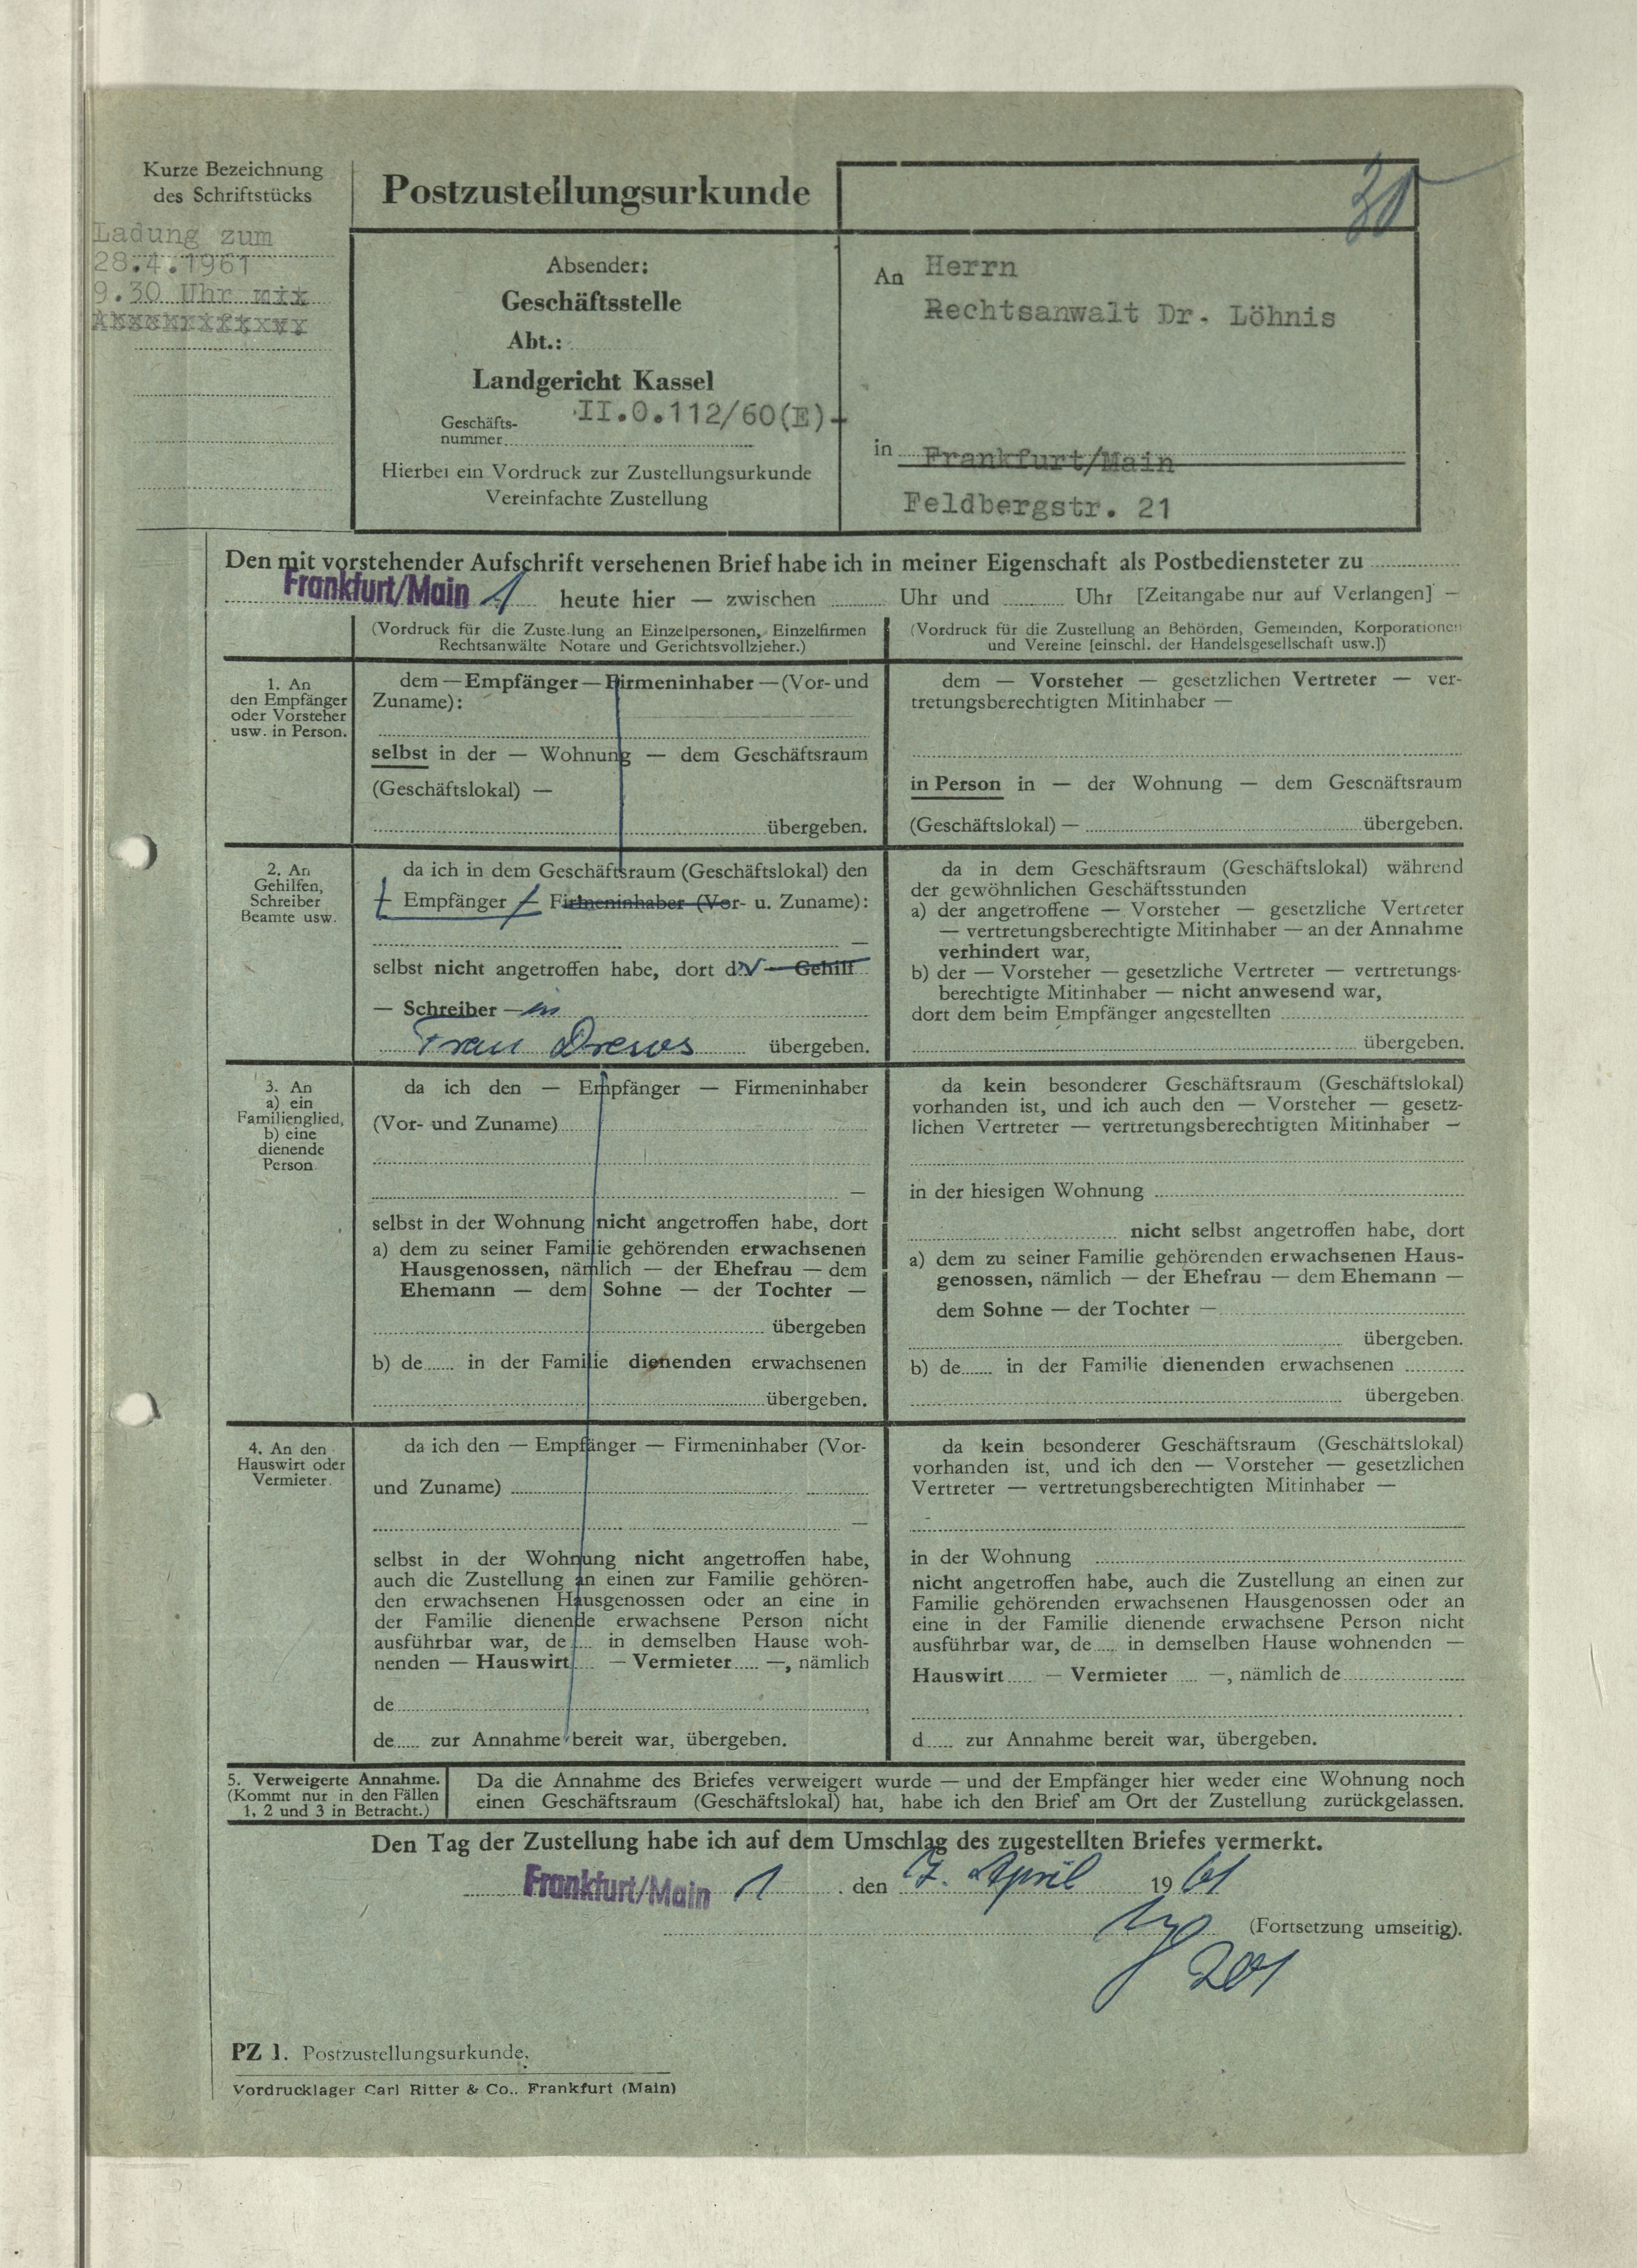 Kurze Bezeichnung
des Schriftstücks
Ladung zum
28.4.1961
9.30 Uhr
Postzustellungsurkunde
30
Absender:
Geschäftsstelle
Abt.:
Landgericht Kassel
Geschäfts-
nummer
II.O.112/60(E)-
Hierbei ein Vordruck zur Zustellungsurkunde
Vereinfachte Zustellung
An Herrn
Rechtsanwalt Dr. Löhnis
in Frankfurt/Main
Feldbergstr. 21
Den mit vorstehender Aufschrift versehenen Brief habe ich in meiner Eigenschaft als Postbediensteter zu
Frankfurt/Main 1 heute hier — zwischen Uhr und Uhr [Zeitangabe nur auf Verlangen] —
(Vordruck für die Zustellung an Einzelpersonen, Einzelfirmen
Rechtsanwälte Notare und Gerichtsvollzieher.)
(Vordruck für die Zustellung an Behörden, Gemeinden, Korporationen
und Vereine [einschl. der Handelsgesellschaft usw.])
1. An
den Empfänger
oder Vorsteher
usw. in Person.
dem — Empfänger — Firmeninhaber — (Vor- und
Zuname):
selbst in der — Wohnung — dem Geschäftsraum
(Geschäftslokal) —
übergeben.
dem — Vorsteher — gesetzlichen Vertreter — ver-
tretungsberechtigten Mitinhaber —
in Person in — der Wohnung — dem Geschäftsraum
(Geschäftslokal) — übergeben.
2. An
Gehilfen,
Schreiber
Beamte usw.
da ich in dem Geschäftsraum (Geschäftslokal) den
Empfänger — Firmeninhaber (Vor- u. Zuname):
—
selbst nicht angetroffen habe, dort d — Gehilf
— Schreiber — in
Frau Drews übergeben.
da in dem Geschäftsraum (Geschäftslokal) während
der gewöhnlichen Geschäftsstunden
a) der angetroffene — Vorsteher — gesetzliche Vertreter
— vertretungsberechtigte Mitinhaber — an der Annahme
verhindert war,
b) der — Vorsteher — gesetzliche Vertreter — vertretungs-
berechtigte Mitinhaber — nicht anwesend war,
dort dem beim Empfänger angestellten
übergeben.
3. An
a) ein
Familienglied,
b) eine
dienende
Person
da ich den — Empfänger — Firmeninhaber
(Vor- und Zuname)
—
selbst in der Wohnung nicht angetroffen habe, dort
a) dem zu seiner Familie gehörenden erwachsenen
Hausgenossen, nämlich — der Ehefrau — dem
Ehemann — dem Sohne — der Tochter —
übergeben
b) de in der Familie dienenden erwachsenen
übergeben.
da kein besonderer Geschäftsraum (Geschäftslokal)
vorhanden ist, und ich auch den — Vorsteher — gesetz-
lichen Vertreter — vertretungsberechtigten Mitinhaber —
in der hiesigen Wohnung
nicht selbst angetroffen habe, dort
a) dem zu seiner Familie gehörenden erwachsenen Haus-
genossen, nämlich — der Ehefrau — dem Ehemann —
dem Sohne — der Tochter —
übergeben.
b) de in der Familie dienenden erwachsenen
übergeben.
4. An den
Hauswirt oder
Vermieter.
da ich den — Empfänger — Firmeninhaber (Vor-
und Zuname)
—
selbst in der Wohnung nicht angetroffen habe,
auch die Zustellung an einen zur Familie gehören-
den erwachsenen Hausgenossen oder an eine in
der Familie dienende erwachsene Person nicht
ausführbar war, de in demselben Hause woh-
nenden — Hauswirt — Vermieter —, nämlich
de ,
de zur Annahme bereit war, übergeben.
da kein besonderer Geschäftsraum (Geschäftslokal)
vorhanden ist, und ich den — Vorsteher — gesetzlichen
Vertreter — vertretungsberechtigten Mitinhaber —
in der Wohnung
nicht angetroffen habe, auch die Zustellung an einen zur
Familie gehörenden erwachsenen Hausgenossen oder an
eine in der Familie dienende erwachsene Person nicht
ausführbar war, de in demselben Hause wohnenden —
Hauswirt — Vermieter —, nämlich de
d zur Annahme bereit war, übergeben.
5. Verweigerte Annahme.
(Kommt nur in den Fällen
1, 2 und 3 in Betracht.)
Da die Annahme des Briefes verweigert wurde — und der Empfänger hier weder eine Wohnung noch
einen Geschäftsraum (Geschäftslokal) hat, habe ich den Brief am Ort der Zustellung zurückgelassen.
Den Tag der Zustellung habe ich auf dem Umschlag des zugestellten Briefes vermerkt.
Frankfurt/Main 1 . den 7. April 1961
(Fortsetzung umseitig).
201
PZ 1. Postzustellungsurkunde.
Vordrucklager Carl Ritter & Co.. Frankfurt (Main)